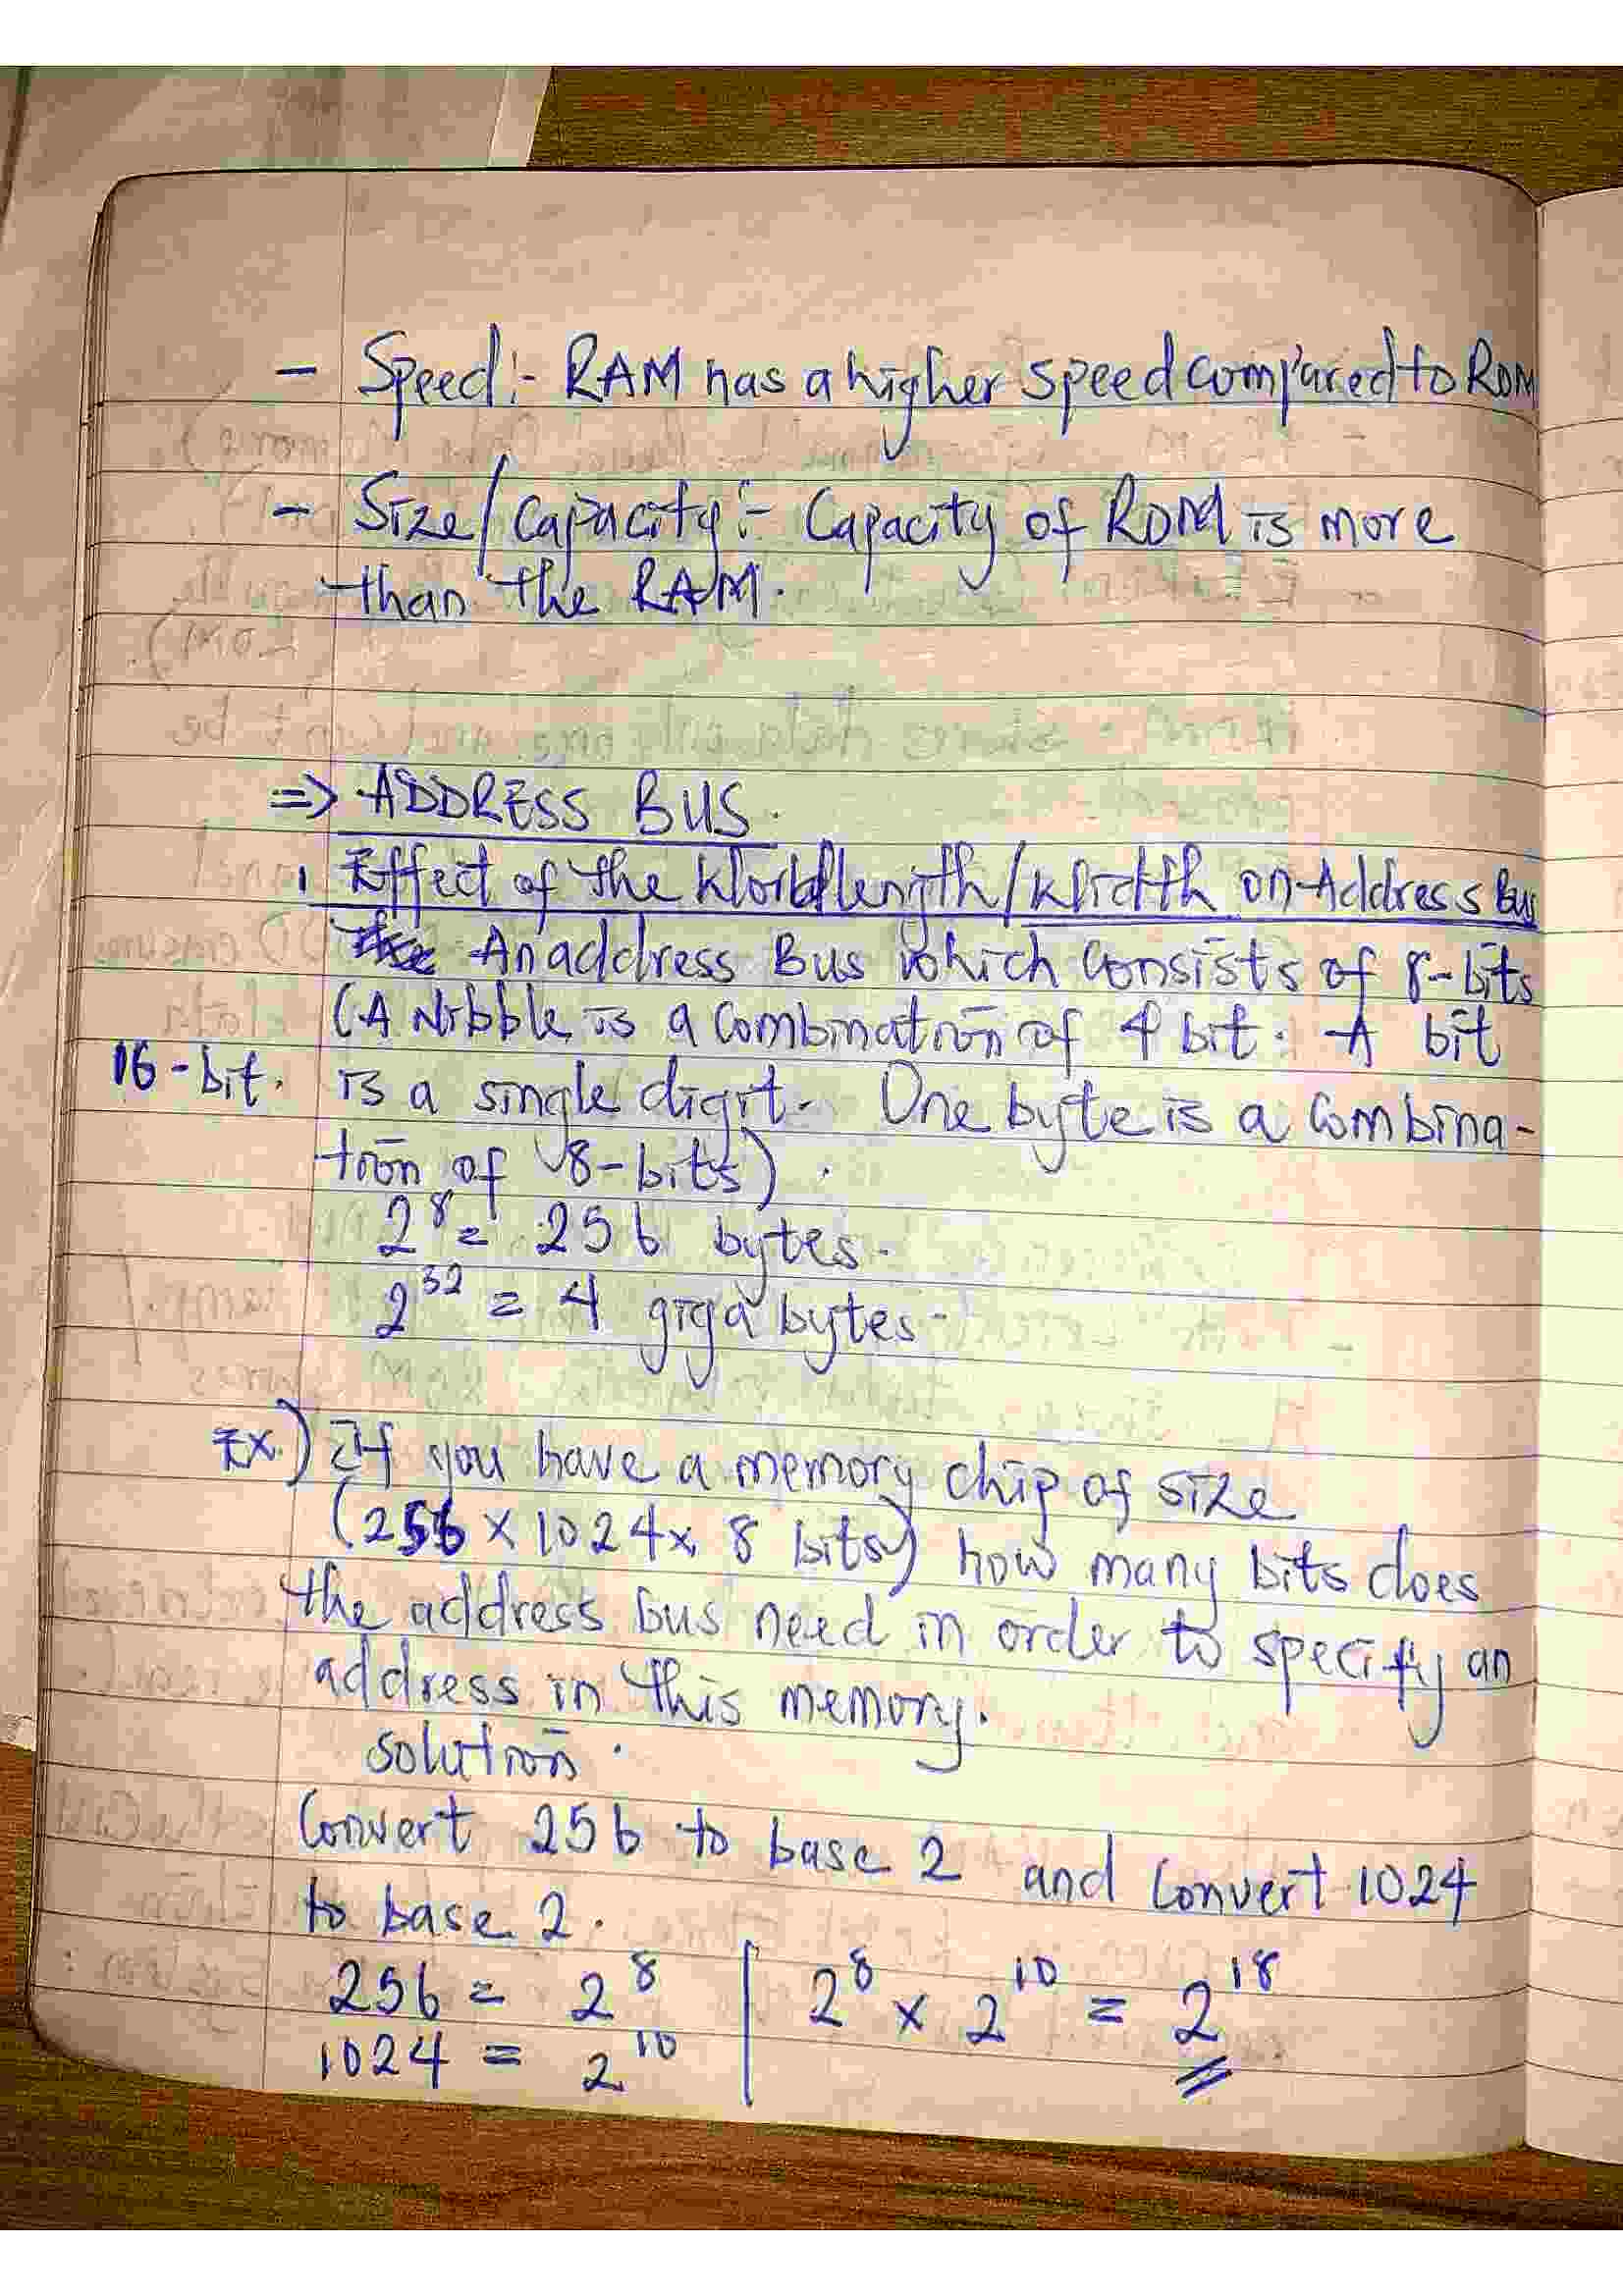 - Speed:- RAM has a higher speed compared to ROM
- Size/Capacity:- Capacity of ROM is more
than the RAM.
=> ADDRESS BUS.
1 Effect of the Word length/Width on Address Bus
An address Bus which consists of 8-bits
(A Nibble is a combination of 4 bit. A bit
16-bit. is a single digit. One byte is a combina-
tion of 8-bits).
2^8 = 256 bytes.
2^32 = 4 giga bytes.
Ex) If you have a memory chip of size
(256 x 1024 x 8 bits) how many bits does
the address bus need in order to specify an
address in this memory.
solution.
Convert 256 to base 2 and convert 1024
to base 2.
256 = 2^8 | 2^8 x 2^10 = 2^18
1024 = 2^10